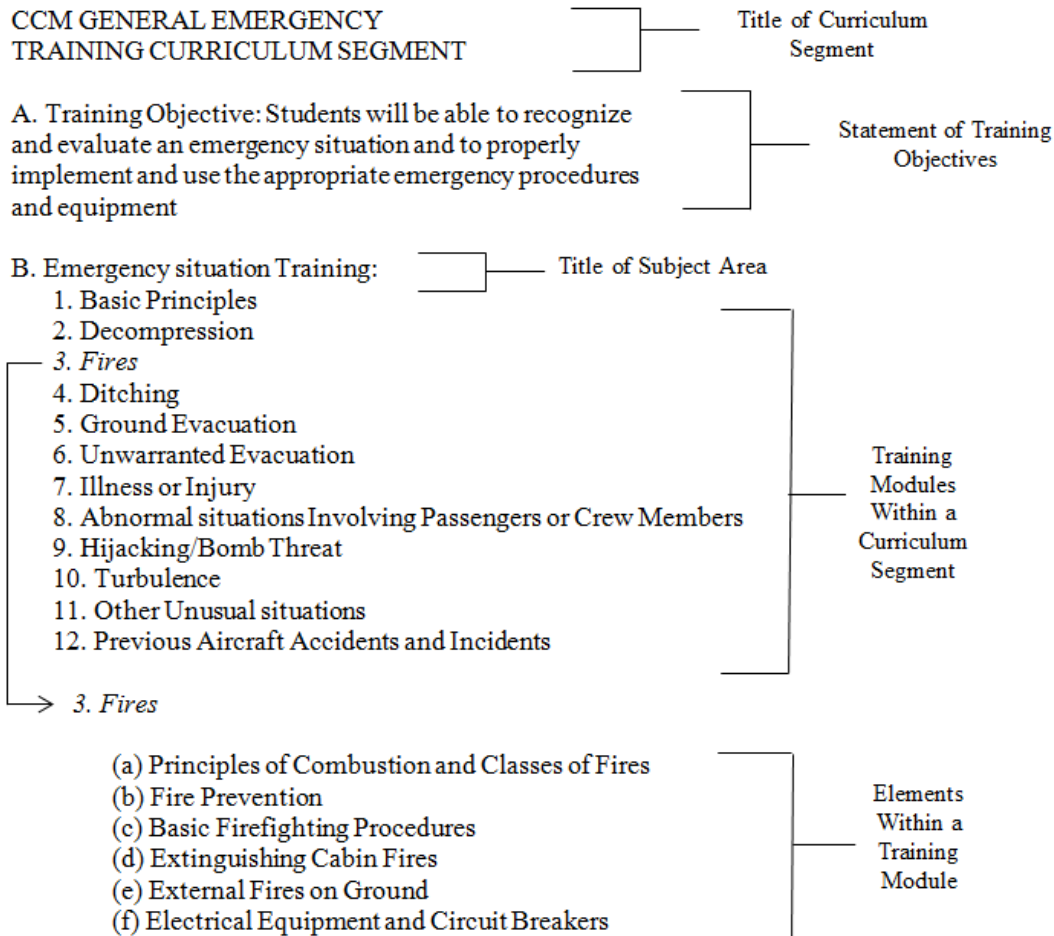 CCM GENERAL EMERGENCY
TRAINING CURRICULUM SEGMENT
Title of Curriculum
Segment
A. Training Objective: Students will be able to recognize
and evaluate an emergency situation and to properly
implement and use the appropriate emergency procedures
and equipment
Statement of Training
Objectives
B. Emergency situation Training:
Title of Subject Area
1. Basic Principles
2. Decompression
3. Fires
4. Ditching
5. Ground Evacuation
6. Unwarranted Evacuation
7. Illness or Injury
8. Abnormal situations Involving Passengers or Crew Members
9. Hijacking/Bomb Threat
10. Turbulence
11. Other Unusual situations
12. Previous Aircraft Accidents and Incidents
Training
Modules
Within a
Curriculum
Segment
3. Fires
(a) Principles of Combustion and Classes of Fires
(b) Fire Prevention
(c) Basic Firefighting Procedures
(d) Extinguishing Cabin Fires
(e) External Fires on Ground
(f) Electrical Equipment and Circuit Breakers
Elements
Within a
Training
Module